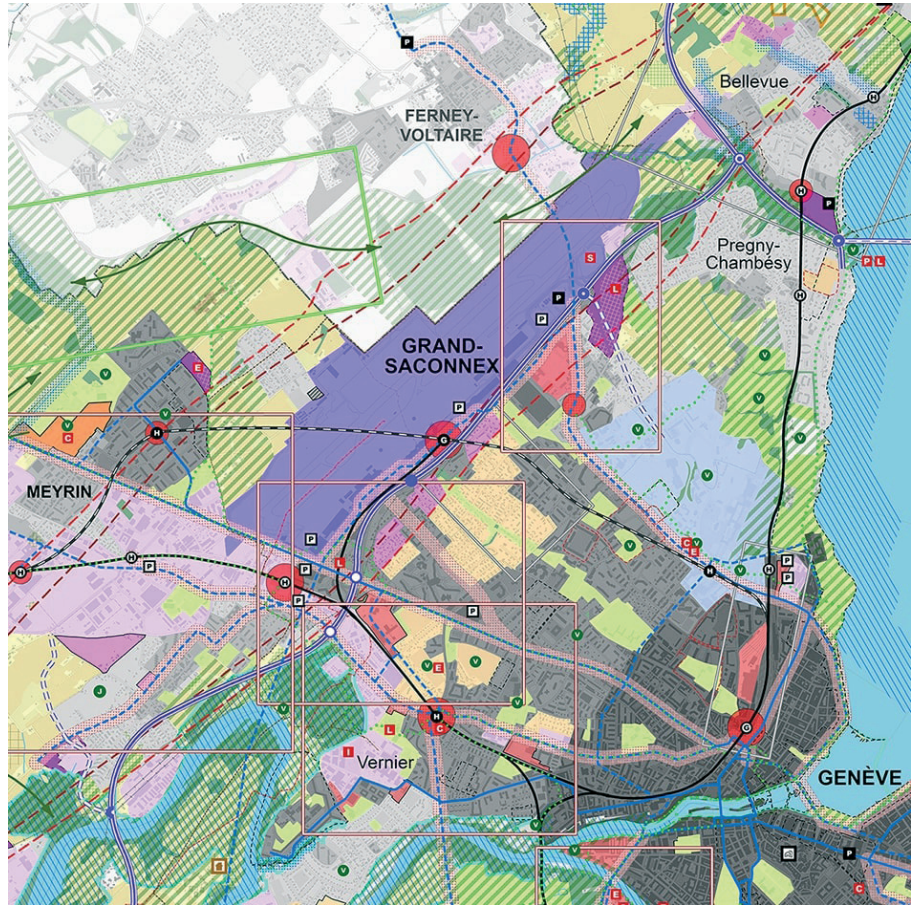 P
Bellevue
FERNEY-
VOLTAIRE
H
H
P
V
P L
Pregny-
Chambésy
H
S
L
P
P
GRAND-
SACONNEX
V
E
V
V
C
H
P
G
V
V
V
V
MEYRIN
P
C V
E
H
V
H
P
H
P
P
H
L
P
H
P
P
V
V
E
V
J
V
V
H
C
G
L
I
Vernier
GENÈVE
V
V
P
V
E
C